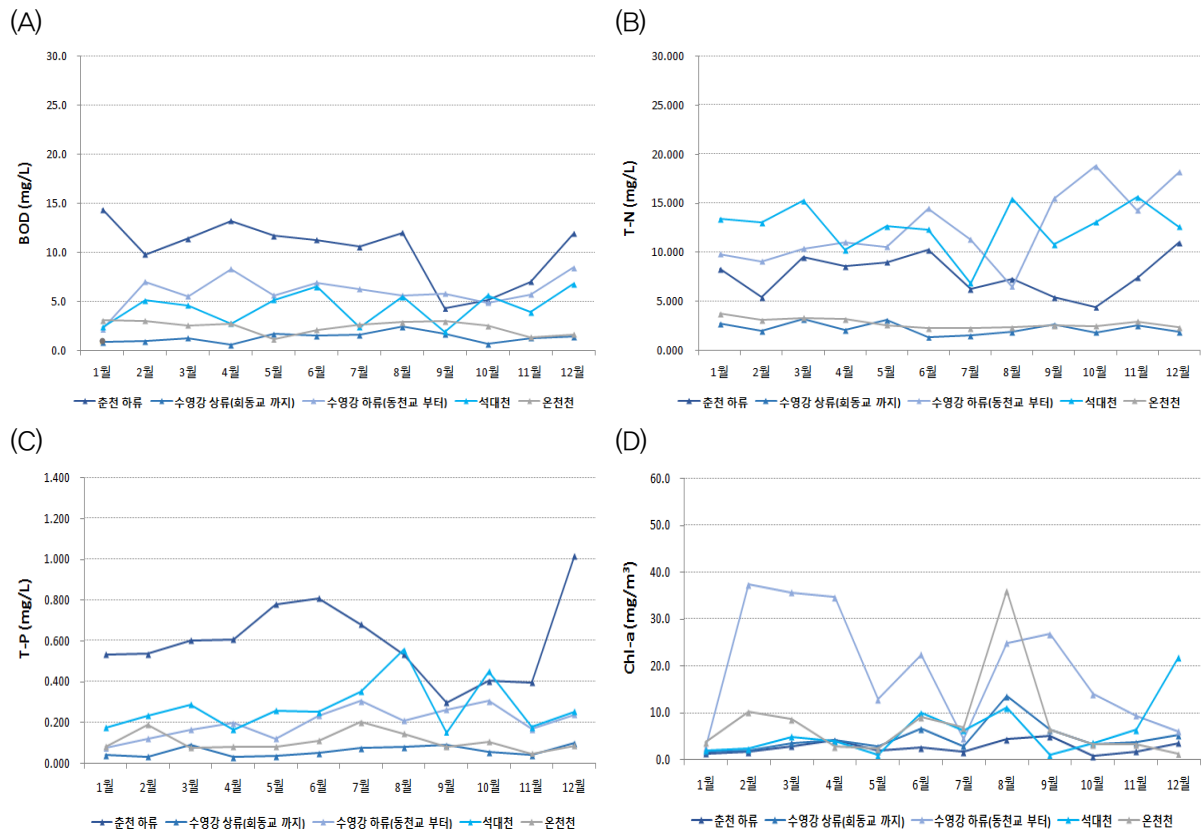 (A)
BOD (mg/L)
30.0
25.0
20.0
15.0
10.0
5.0
0.0
1월 2월 3월 4월 5월 6월 7월 8월 9월 10월 11월 12월
춘천 하류 수영강 상류(회동교 까지) 수영강 하류(동천교 부터) 석대천 온천천
(B)
T-N (mg/L)
30.000
25.000
20.000
15.000
10.000
5.000
0.000
1월 2월 3월 4월 5월 6월 7월 8월 9월 10월 11월 12월
춘천 하류 수영강 상류(회동교 까지) 수영강 하류(동천교 부터) 석대천 온천천
(C)
T-P (mg/L)
1.400
1.200
1.000
0.800
0.600
0.400
0.200
0.000
1월 2월 3월 4월 5월 6월 7월 8월 9월 10월 11월 12월
춘천 하류 수영강 상류(회동교 까지) 수영강 하류(동천교 부터) 석대천 온천천
(D)
Chl-a (mg/m³)
60.0
50.0
40.0
30.0
20.0
10.0
0.0
1월 2월 3월 4월 5월 6월 7월 8월 9월 10월 11월 12월
춘천 하류 수영강 상류(회동교 까지) 수영강 하류(동천교 부터) 석대천 온천천